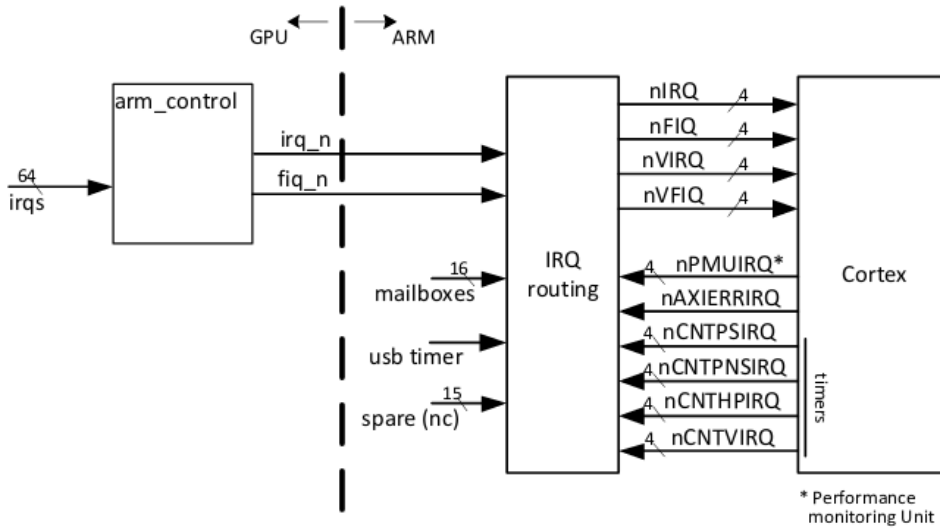 GPU
ARM
arm_control
64
irqs
irq_n
fiq_n
16
mailboxes
usb timer
15
spare (nc)
IRQ
routing
nIRQ
4
nFIQ
4
nVIRQ
4
nVFIQ
4
4 nPMUIRQ*
nAXIERRIRQ
4 nCNTPSIRQ
4 nCNTPNSIRQ
4 nCNTHPIRQ
4 nCNTVIRQ
Cortex
timers
* Performance
monitoring Unit